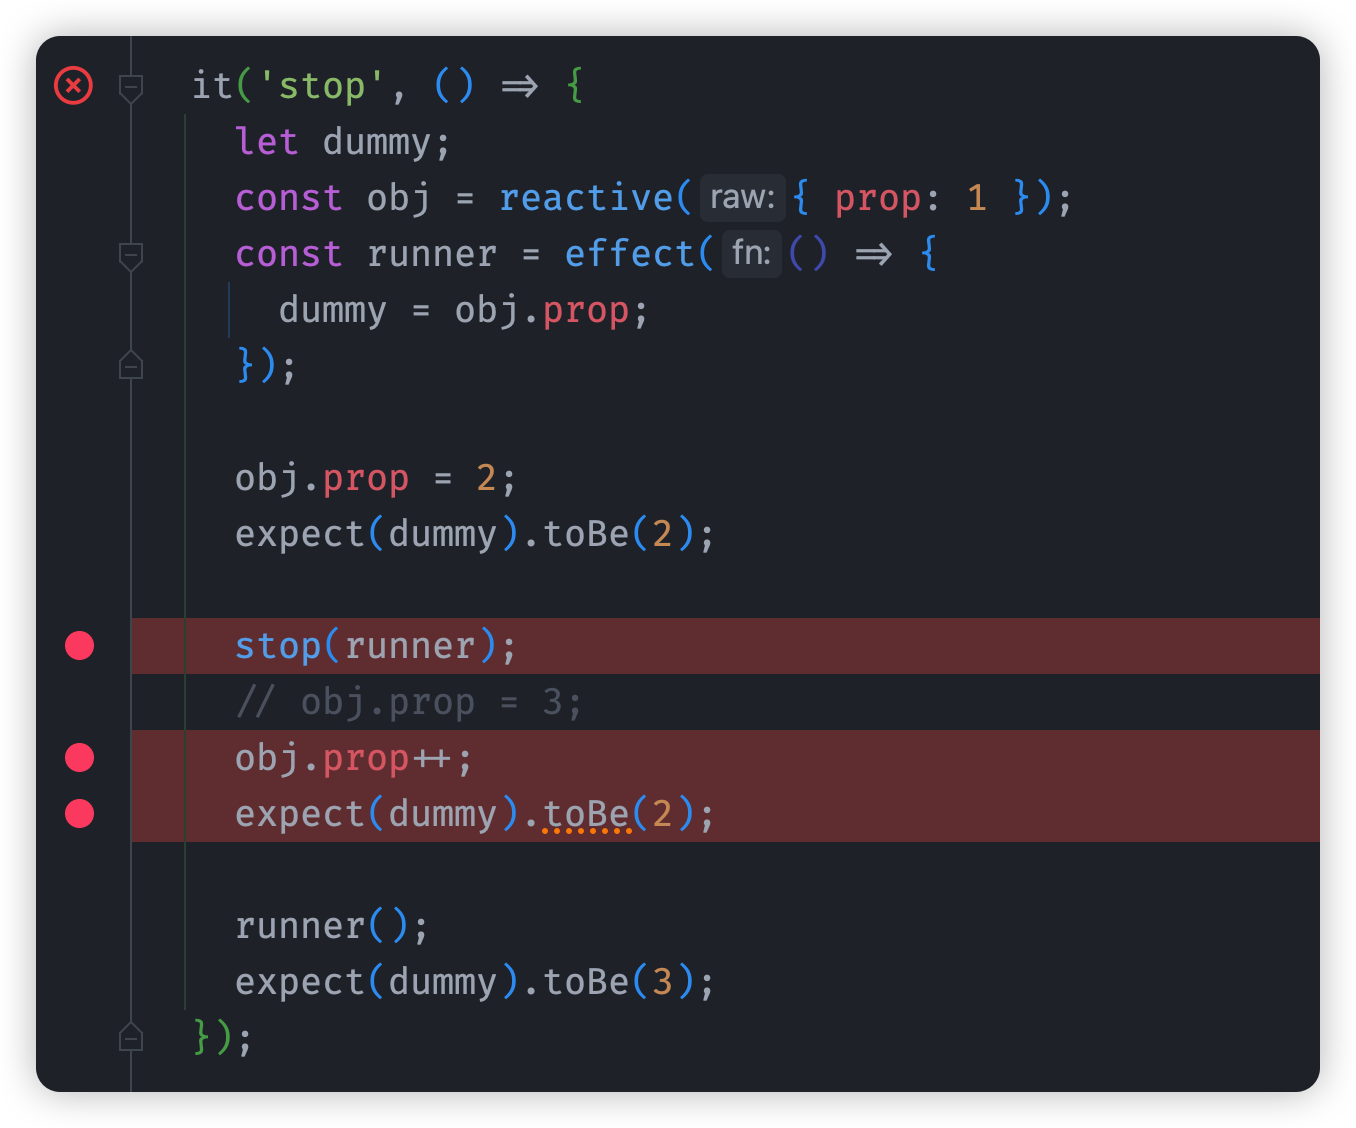 it('stop', () => {
let dummy;
const obj = reactive( raw: { prop: 1 });
const runner = effect( fn: () => {
dummy = obj.prop;
});
obj.prop = 2;
expect(dummy).toBe(2);
stop(runner);
// obj.prop = 3;
obj.prop++;
expect(dummy).toBe(2);
runner();
expect(dummy).toBe(3);
});